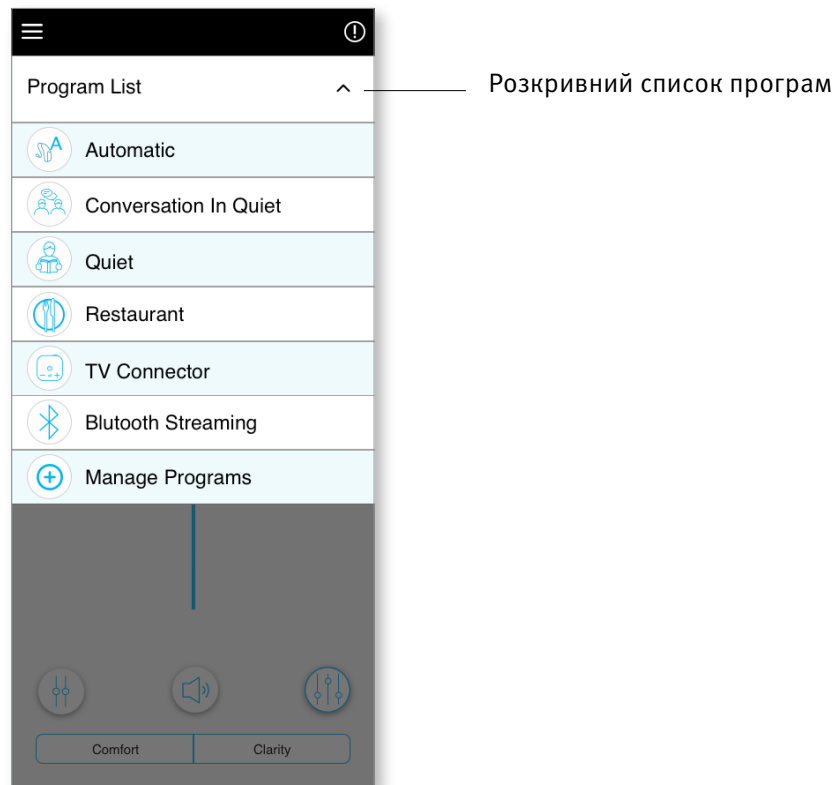 Program List
Розкривний список програм
A
Automatic
Conversation In Quiet
Quiet
Restaurant
TV Connector
Blutooth Streaming
Manage Programs
Comfort
Clarity